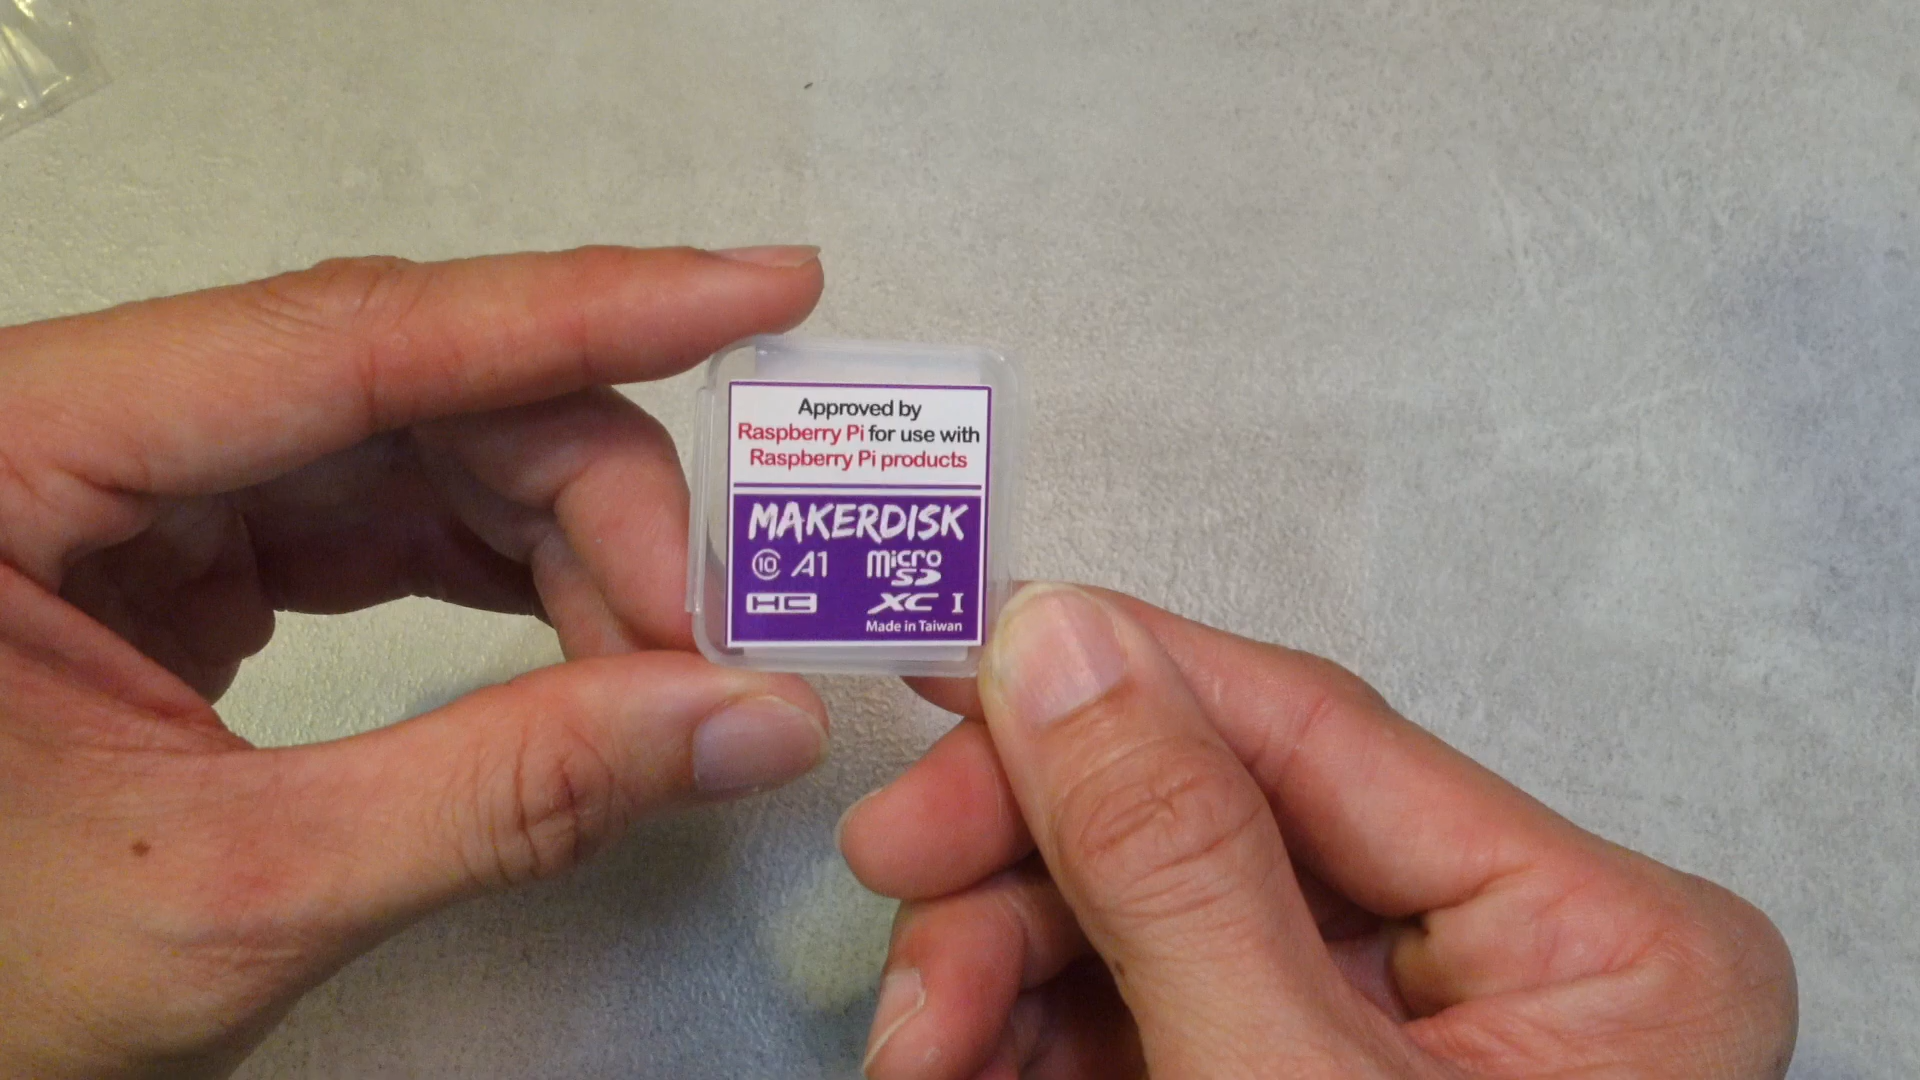 Approved by
Raspberry Pi for use with
Raspberry Pi products
MAKERDISK
10 A1 micro SD
HC XC I
Made in Taiwan